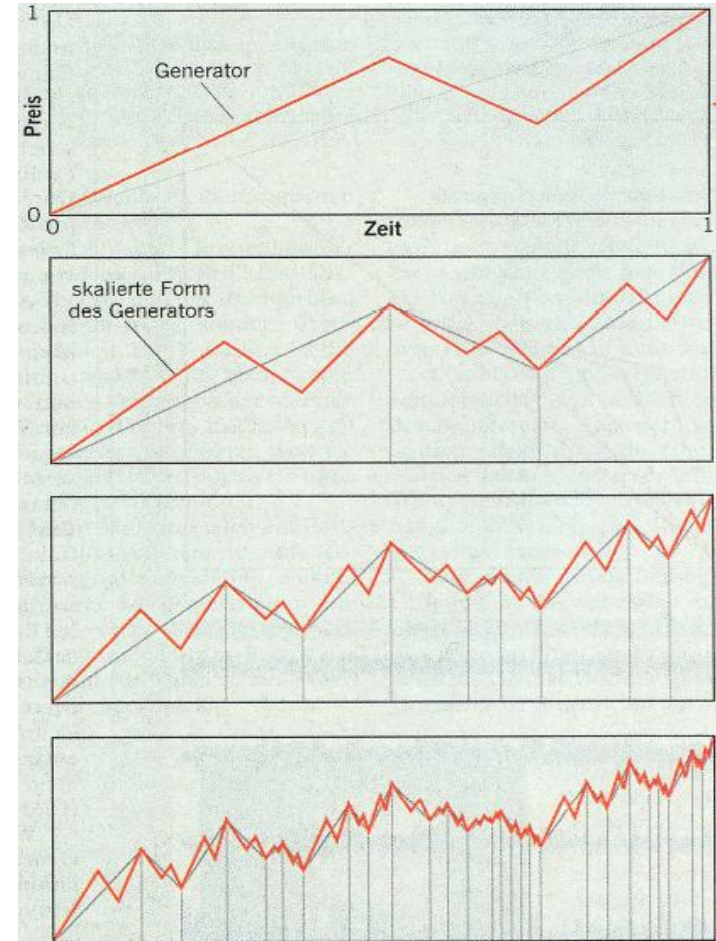 1
Generator
Preis
0
0
Zeit
1
skalierte Form
des Generators